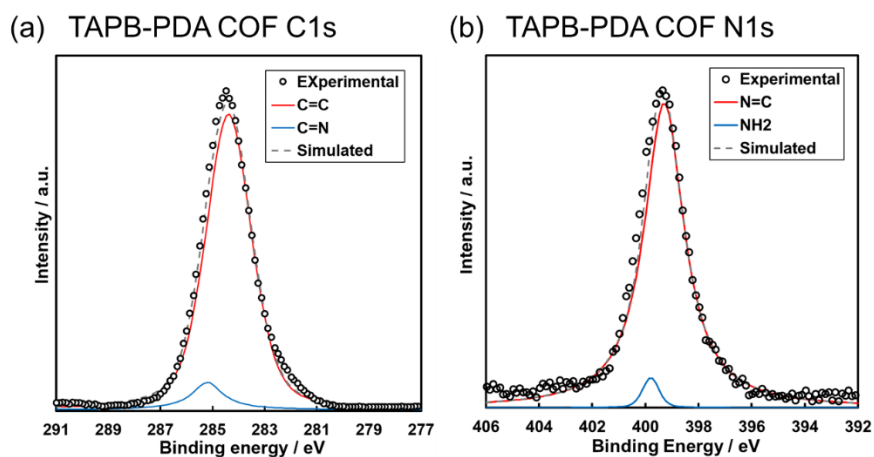 (a) TAPB-PDA COF C1s
EXperimental
C=C
C=N
Simulated
Intensity / a.u.
291 289 287 285 283 281 279 277
Binding energy / eV
(b) TAPB-PDA COF N1s
EXperimental
N=C
NH2
Simulated
Intensity / a.u.
406 404 402 400 398 396 394 392
Binding Energy / eV